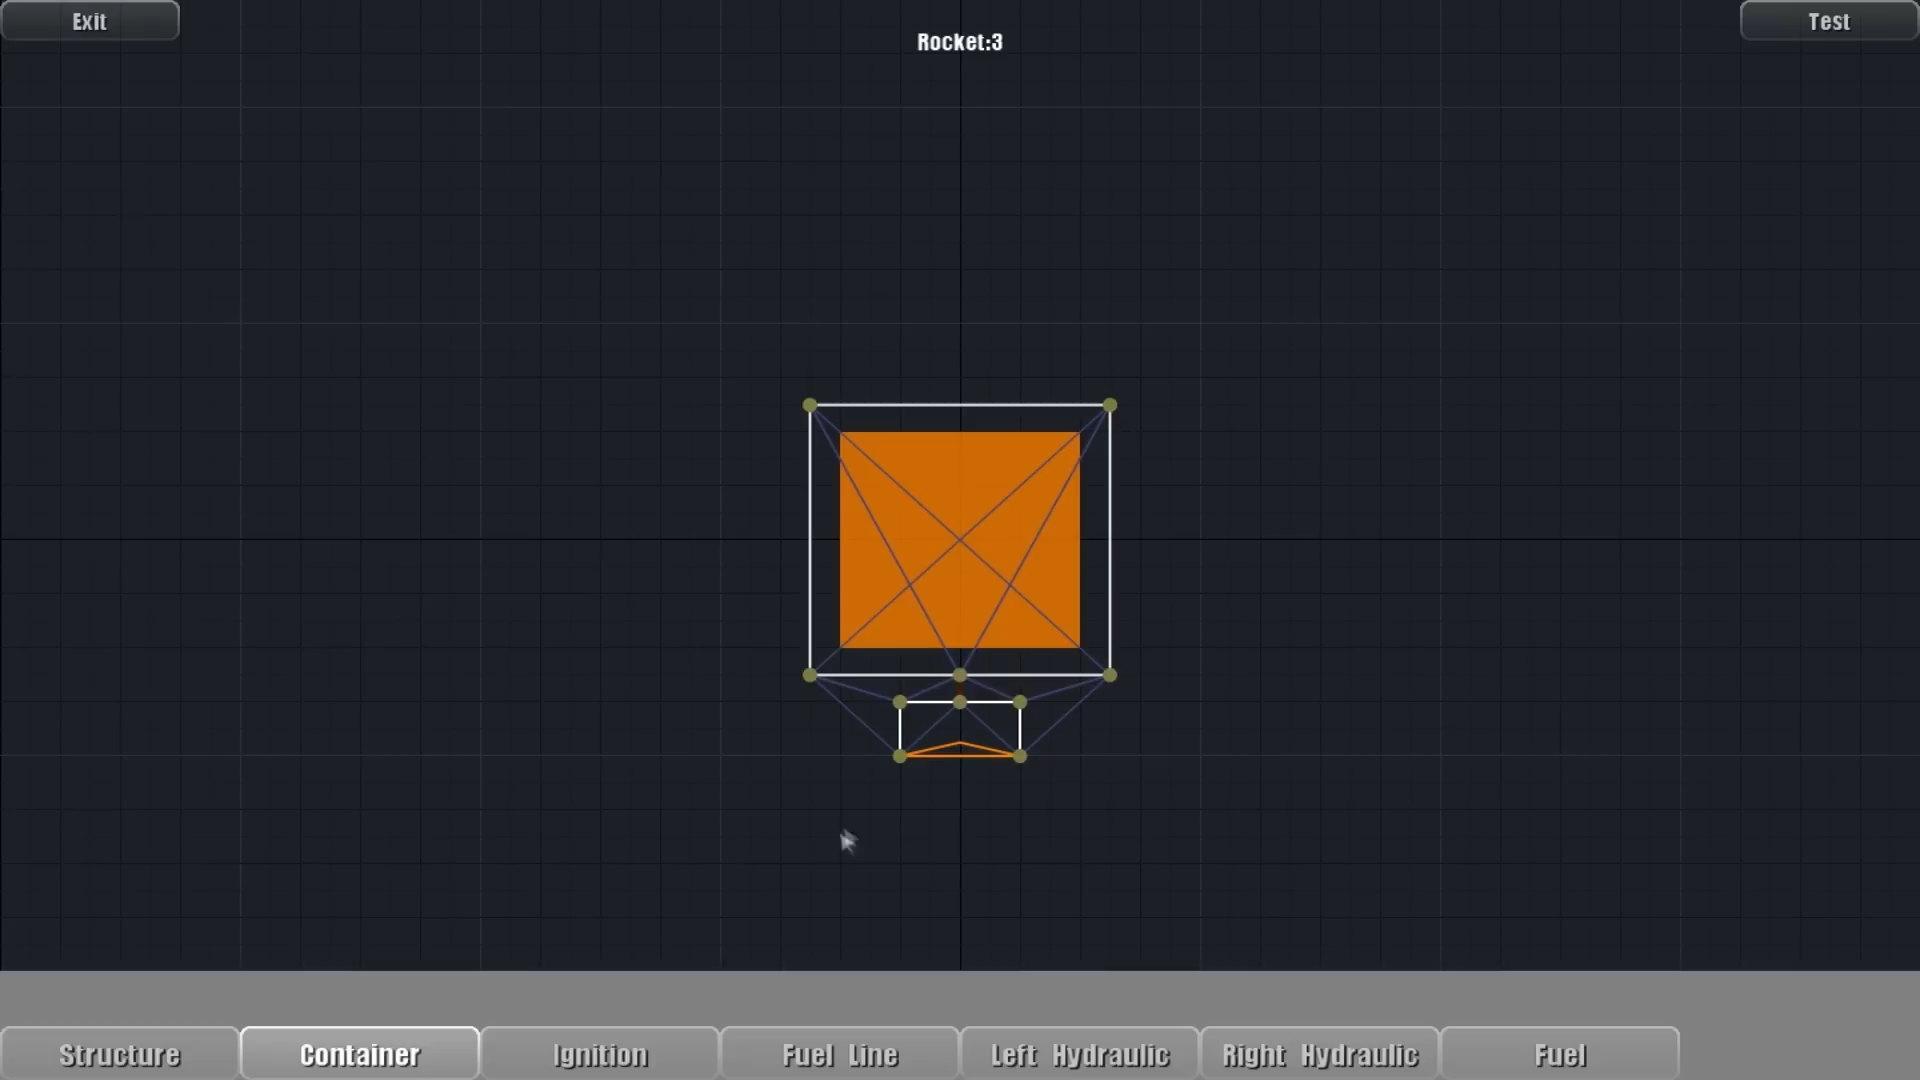 Exit
Test
Rocket:3
Structure
Container
Ignition
Fuel Line
Left Hydraulic
Right Hydraulic
Fuel